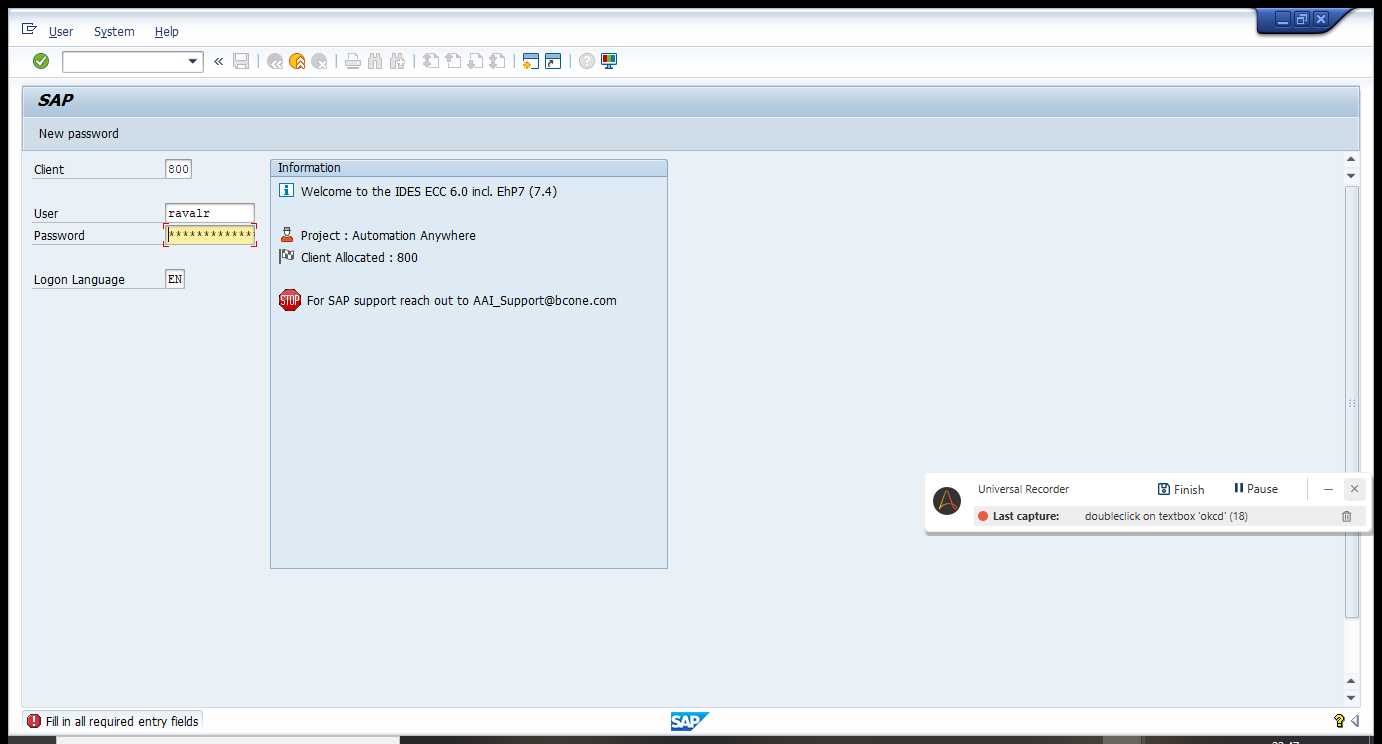 User System Help
SAP
New password
Client 800
Information
Welcome to the IDES ECC 6.0 incl. EhP7 (7.4)
User ravalr
Password ************
Project : Automation Anywhere
Client Allocated : 800
Logon Language EN
STOP For SAP support reach out to AAI_Support@bcone.com
Universal Recorder Finish Pause
Last capture: doubleclick on textbox 'okcd' (18)
Fill in all required entry fields
SAP